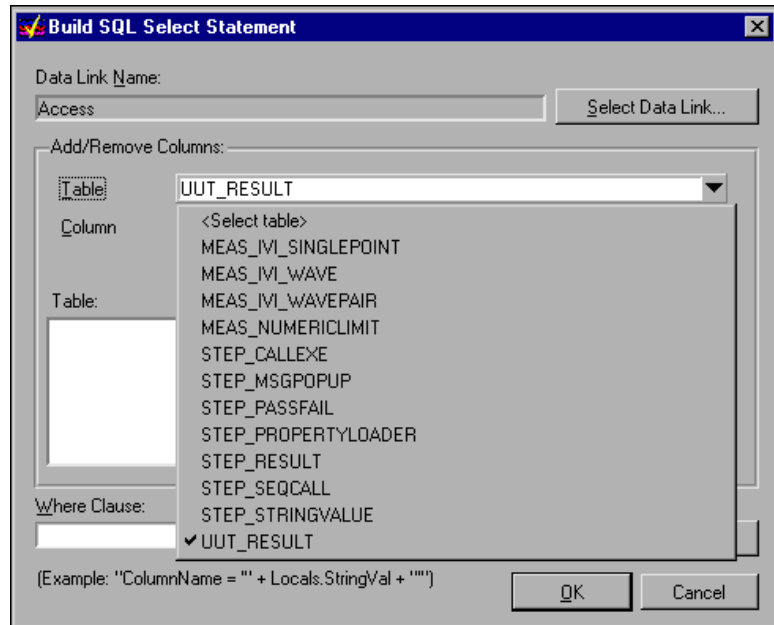 Build SQL Select Statement
Data Link Name:
Access
Select Data Link...
Add/Remove Columns:
Table
UUT_RESULT
Column
<Select table>
MEAS_IVI_SINGLEPOINT
MEAS_IVI_WAVE
MEAS_IVI_WAVEPAIR
MEAS_NUMERICLIMIT
STEP_CALLEXE
STEP_MSGPOPUP
STEP_PASSFAIL
STEP_PROPERTYLOADER
STEP_RESULT
STEP_SEQCALL
STEP_STRINGVALUE
UUT_RESULT
Table:
Where Clause:
(Example: "ColumnName = '" + Locals.StringVal + "'")
OK
Cancel